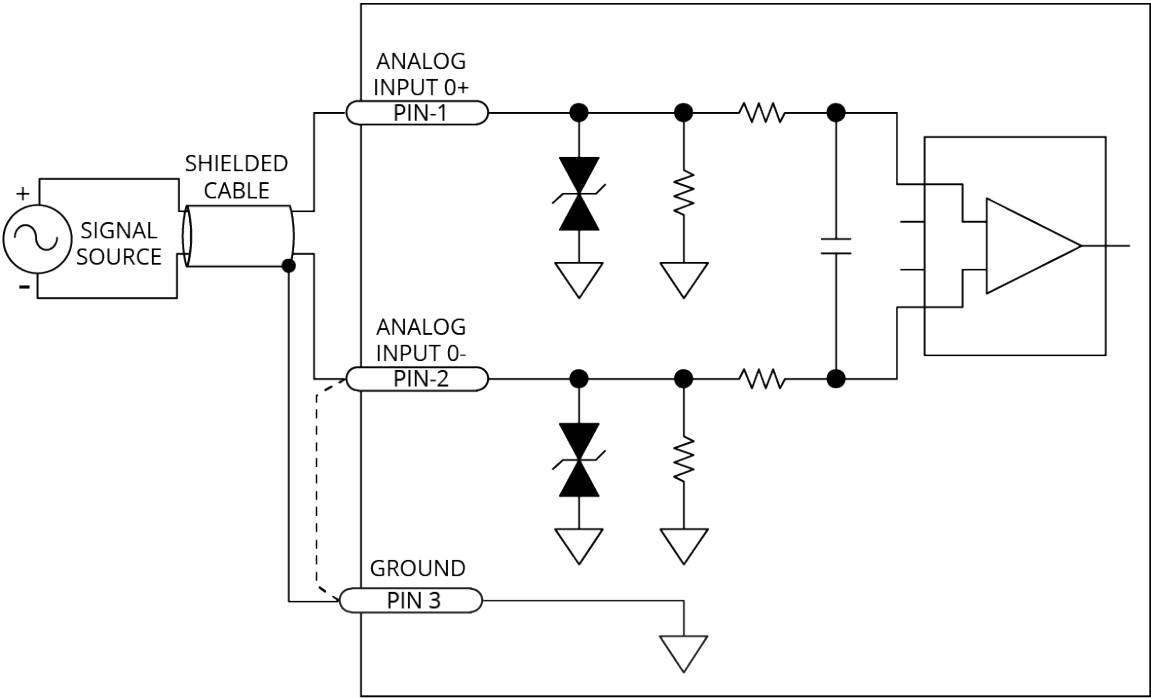 ANALOG
INPUT 0+
PIN-1
SHIELDED
CABLE
+
SIGNAL
SOURCE
-
ANALOG
INPUT 0-
PIN-2
GROUND
PIN 3